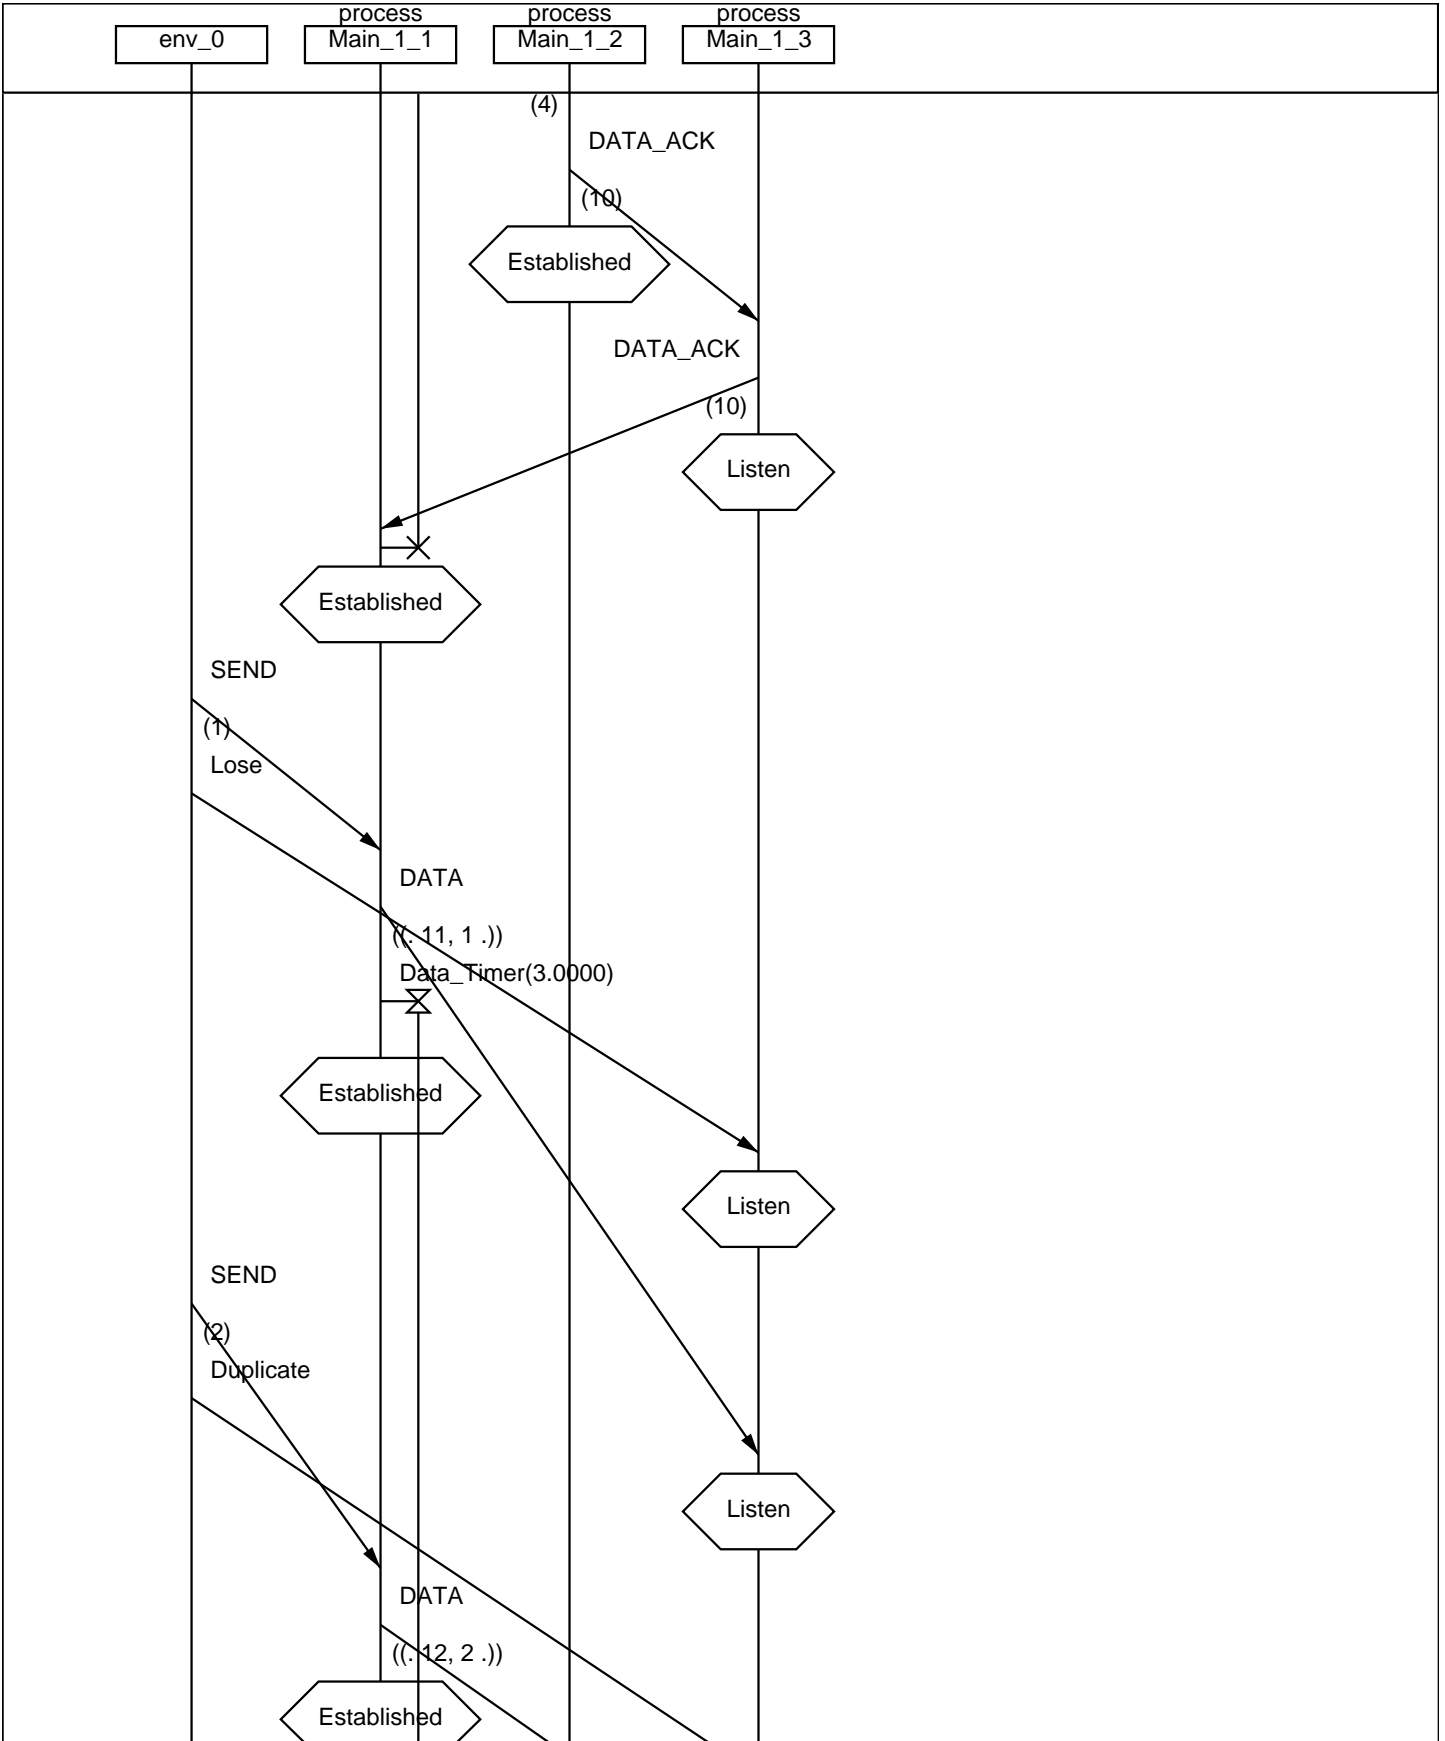 process process process
env_0 Main_1_1 Main_1_2 Main_1_3
(4)
DATA_ACK
(10)
Established
DATA_ACK
(10)
Listen
Established
SEND
(1)
Lose
DATA
((. 11, 1 .))
Data_Timer(3.0000)
Established
Listen
SEND
(2)
Duplicate
Listen
DATA
((. 12, 2 .))
Established